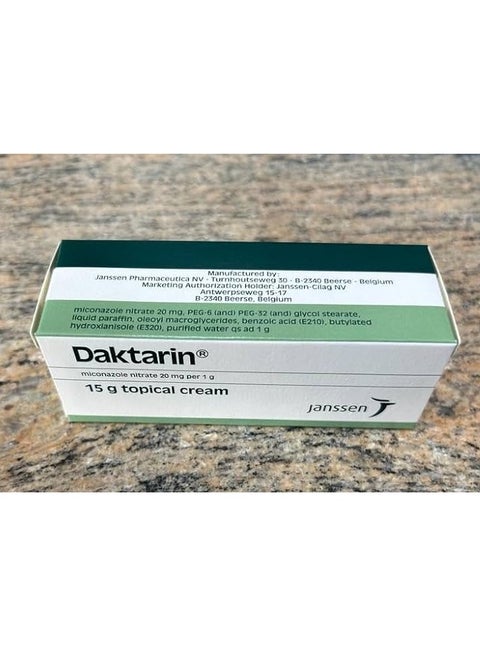 Manufactured by:
Janssen Pharmaceutica NV - Turnhoutseweg 30 - B-2340 Beerse - Belgium
Marketing Authorization Holder: Janssen-Cilag NV
Antwerpseweg 15-17
B-2340 Beerse, Belgium
miconazole nitrate 20 mg, PEG-6 (and) PEG-32 (and) glycol stearate,
liquid paraffin, oleoyl macroglycerides, benzoic acid (E210), butylated
hydroxianisole (E320), purified water qs ad 1 g
Daktarin®
miconazole nitrate 20 mg per 1 g
15 g topical cream
Janssen